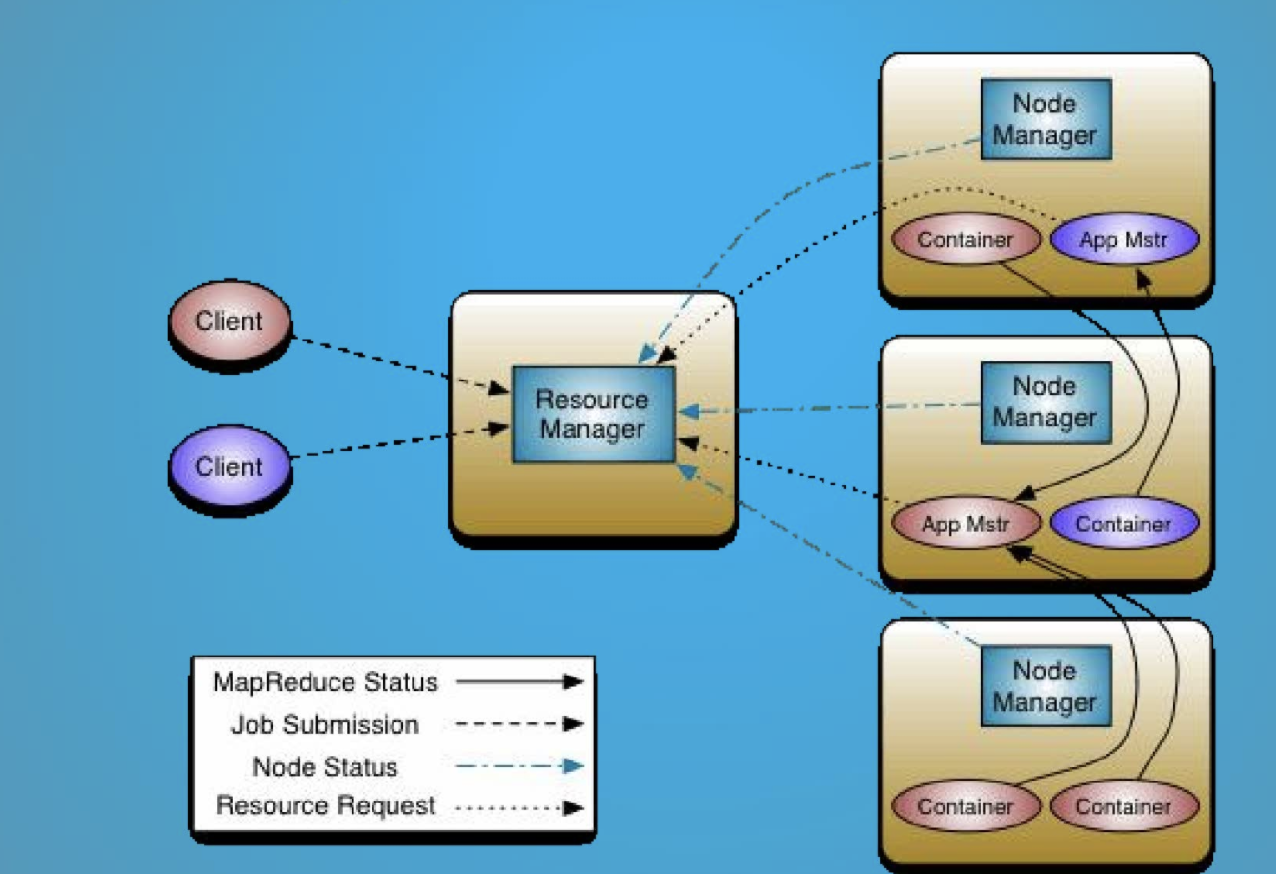 Node
Manager
Container
App Mstr
Client
Client
Resource
Manager
Node
Manager
App Mstr
Container
Node
Manager
Container
Container
MapReduce Status
Job Submission
Node Status
Resource Request